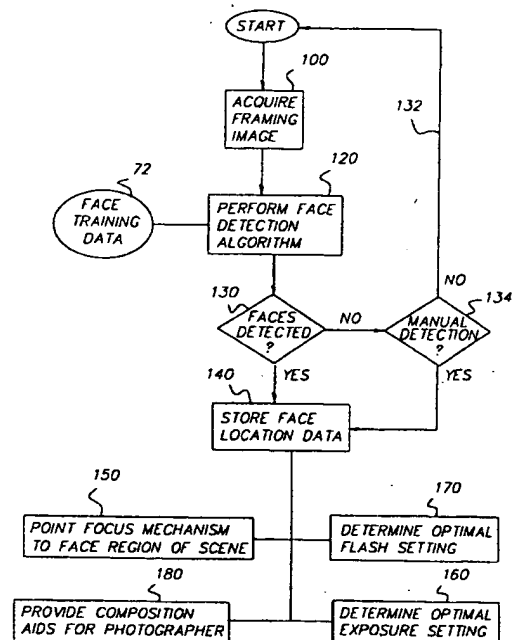 START
100
ACQUIRE
FRAMING
IMAGE
132
72
FACE
TRAINING
DATA
120
PERFORM FACE
DETECTION
ALGORITHM
130
FACES
DETECTED
?
NO
NO
134
MANUAL
DETECTION
?
YES
YES
140
STORE FACE
LOCATION DATA
150
POINT FOCUS MECHANISM
TO FACE REGION OF SCENE
170
DETERMINE OPTIMAL
FLASH SETTING
180
PROVIDE COMPOSITION
AIDS FOR PHOTOGRAPHER
160
DETERMINE OPTIMAL
EXPOSURE SETTING